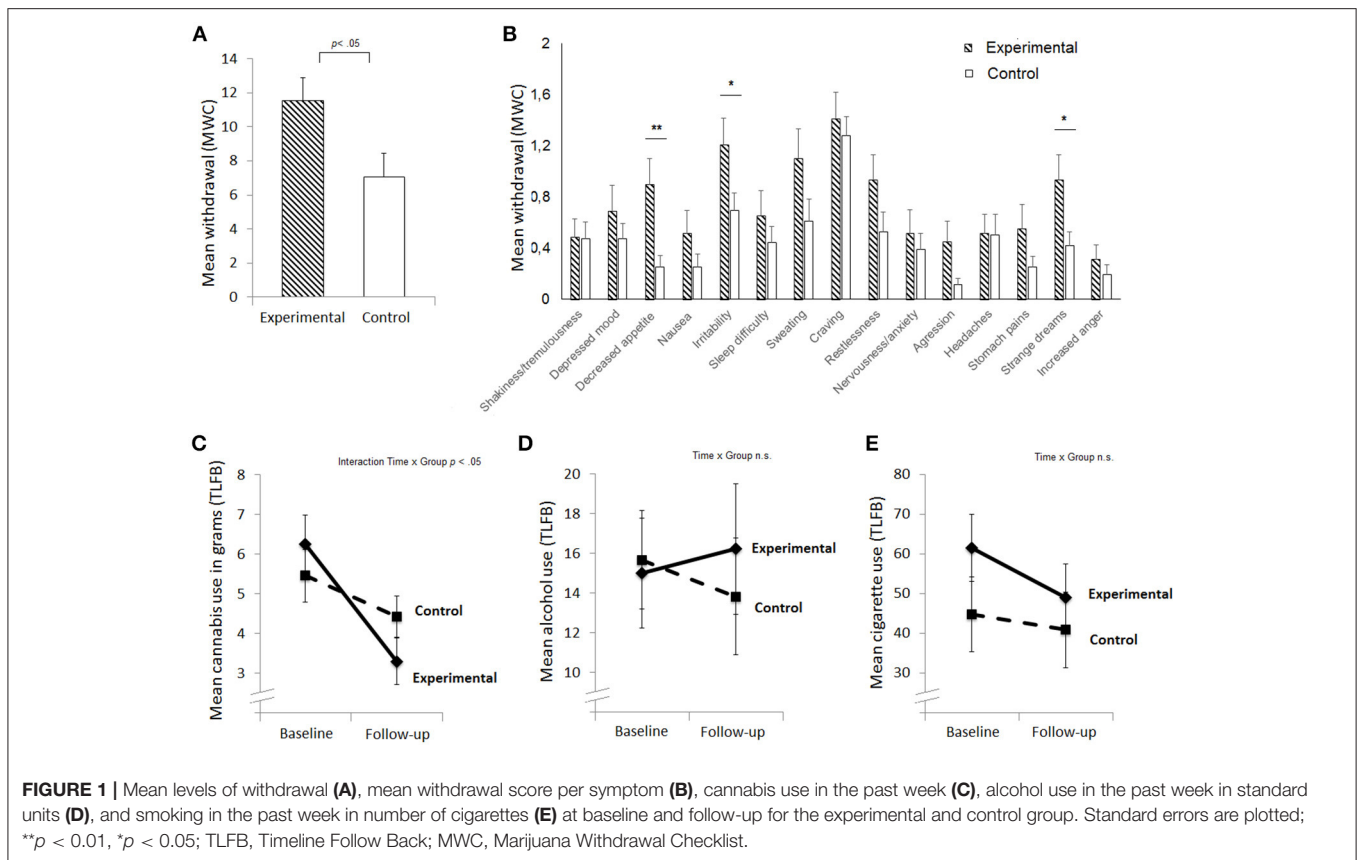 A
p< .05
Mean withdrawal (MWC)
14
12
10
8
6
4
2
0
Experimental
Control
B
Mean withdrawal (MWC)
2
1,6
1,2
0,8
0,4
0
Experimental
Control
**
*
*
Shakiness/tremulousness
Depressed mood
Decreased appetite
Nausea
Irritability
Sleep difficulty
Sweating
Craving
Restlessness
Nervousness/anxiety
Agression
Headaches
Stomach pains
Strange dreams
Increased anger
C
Interaction Time x Group p < .05
Mean cannabis use in grams (TLFB)
8
7
6
5
4
3
Control
Experimental
Baseline
Follow-up
D
Time x Group n.s.
Mean alcohol use (TLFB)
20
18
16
14
12
10
Experimental
Control
Baseline
Follow-up
E
Time x Group n.s.
Mean cigarette use (TLFB)
80
70
60
50
40
30
Experimental
Control
Baseline
Follow-up
FIGURE 1 | Mean levels of withdrawal (A), mean withdrawal score per symptom (B), cannabis use in the past week (C), alcohol use in the past week in standard
units (D), and smoking in the past week in number of cigarettes (E) at baseline and follow-up for the experimental and control group. Standard errors are plotted;
**p < 0.01, *p < 0.05; TLFB, Timeline Follow Back; MWC, Marijuana Withdrawal Checklist.